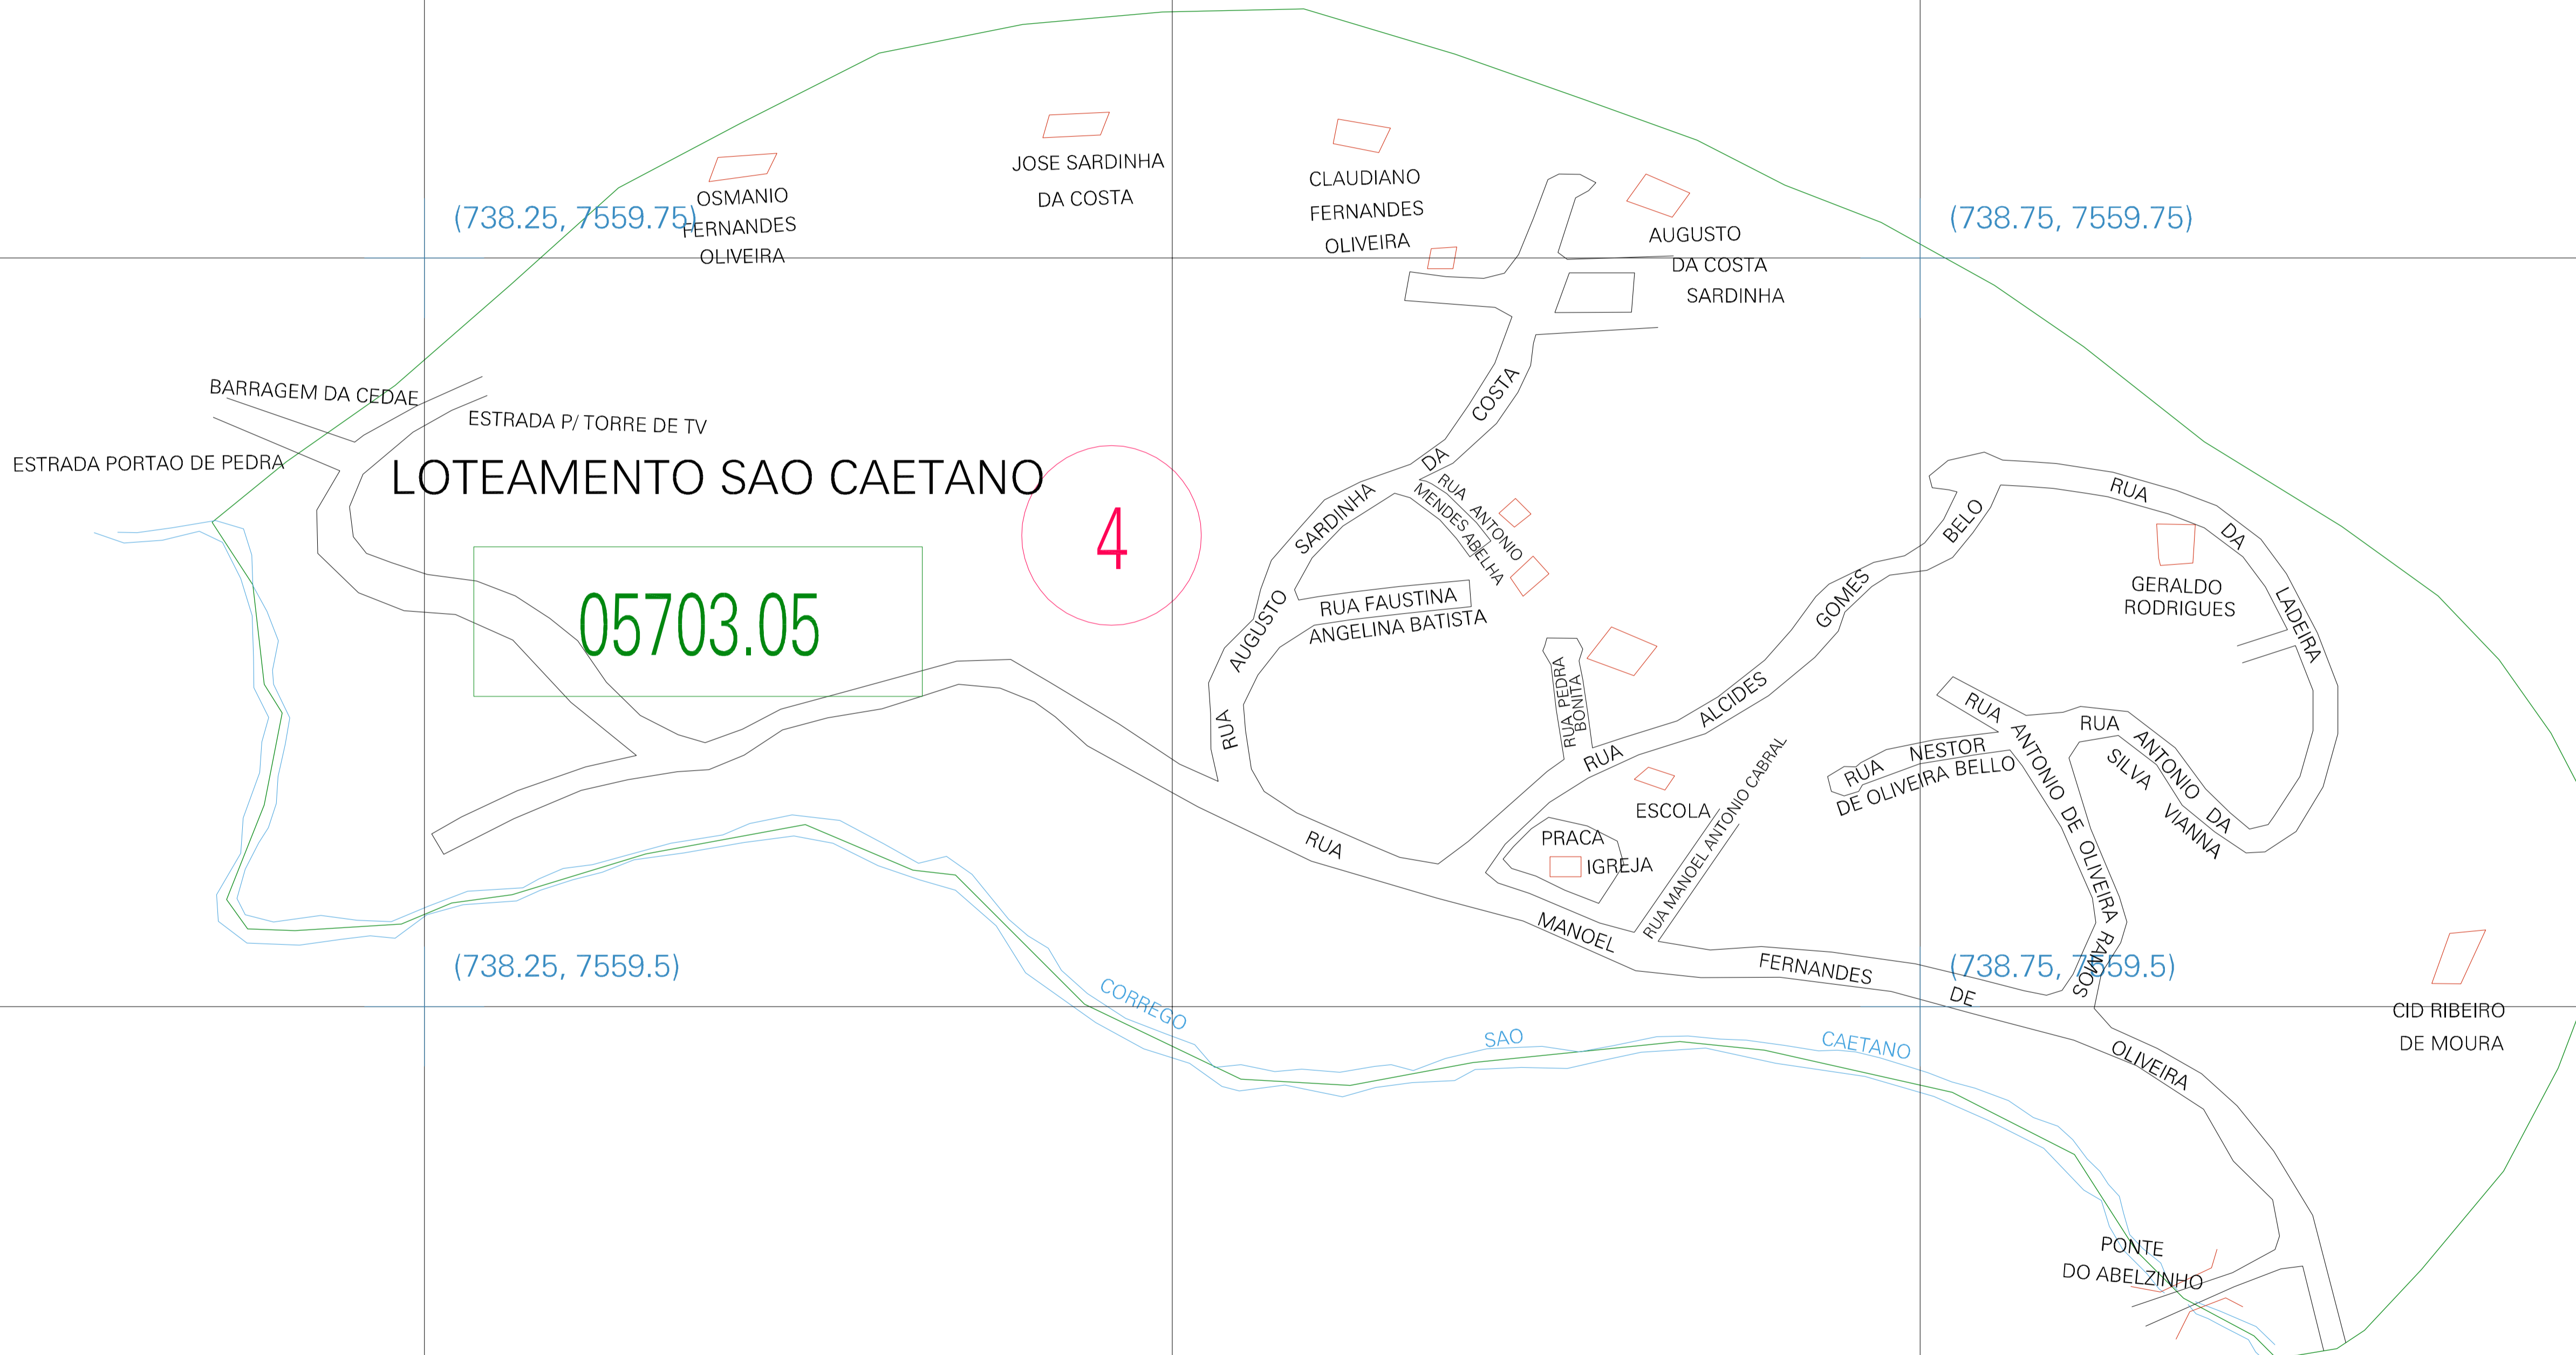 JOSE SARDINHA
DA COSTA
OSMANIO
FERNANDES
OLIVEIRA
CLAUDIANO
FERNANDES
OLIVEIRA
AUGUSTO
DA COSTA
SARDINHA
(738.25, 7559.75)
(738.75, 7559.75)
BARRAGEM DA CEDAE
ESTRADA P/ TORRE DE TV
ESTRADA PORTAO DE PEDRA
LOTEAMENTO SAO CAETANO
4
05703.05
RUA AUGUSTO SARDINHA DA COSTA
RUA ANTONIO
MENDES ABELHA
RUA FAUSTINA
ANGELINA BATISTA
RUA PEDRA
BONITA
RUA ALCIDES GOMES BELO
RUA DA LADEIRA
GERALDO
RODRIGUES
RUA ANTONIO DE OLIVEIRA RAMOS
RUA ANTONIO DA
SILVA VIANNA
RUA NESTOR
DE OLIVEIRA BELLO
ESCOLA
PRACA
IGREJA
RUA MANOEL ANTONIO CABRAL
RUA MANOEL FERNANDES DE OLIVEIRA
(738.25, 7559.5)
(738.75, 7559.5)
CORREGO SAO CAETANO
CID RIBEIRO
DE MOURA
PONTE
DO ABELZINHO